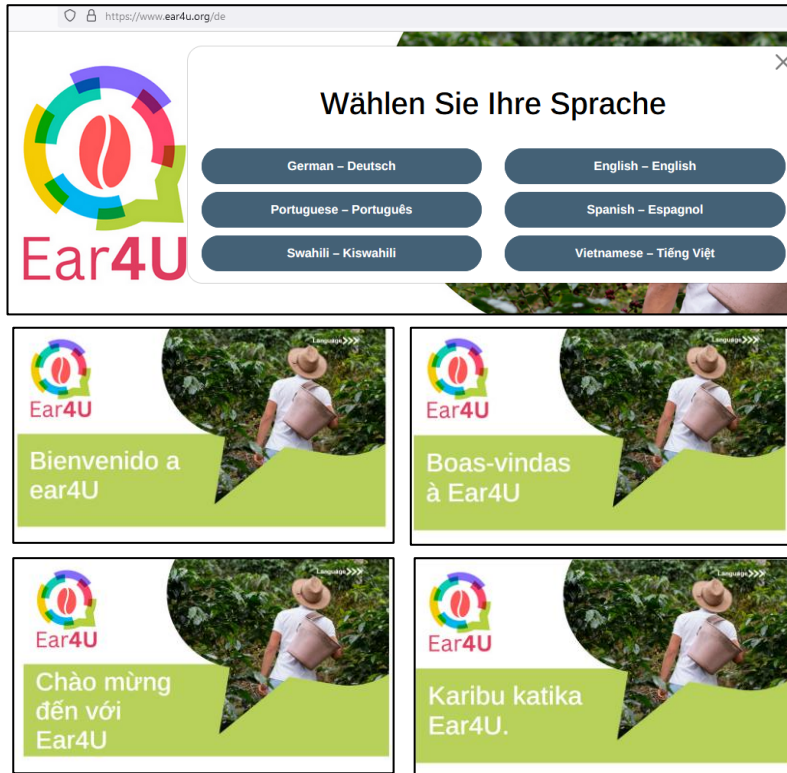 https://www.ear4u.org/de
Wählen Sie Ihre Sprache
German – Deutsch
English – English
Portuguese – Português
Spanish – Espagnol
Swahili – Kiswahili
Vietnamese – Tiếng Việt
Ear4U
Language>>>
Ear4U
Bienvenido a
ear4U
Language>>>
Ear4U
Boas-vindas
à Ear4U
Language>>>
Ear4U
Chào mừng
đến với
Ear4U
Language>>>
Ear4U
Karibu katika
Ear4U.